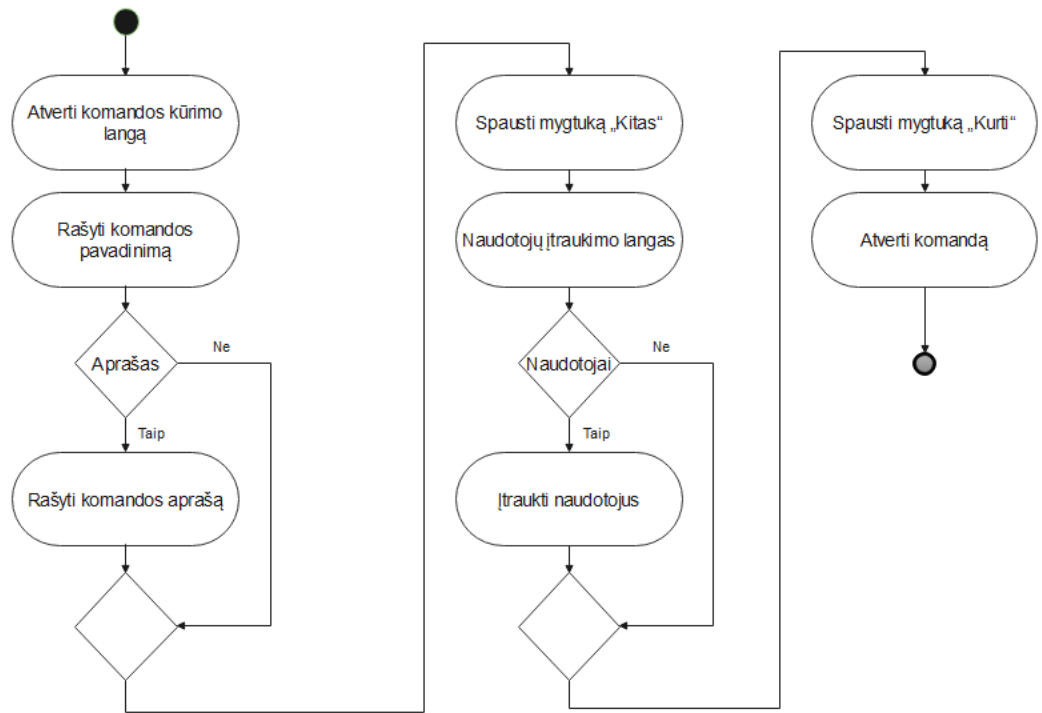 Atverti komandos kūrimo
langą
Rašyti komandos
pavadinimą
Aprašas
Ne
Taip
Rašyti komandos aprašą
Spausti mygtuką „Kitas“
Naudotojų įtraukimo langas
Naudotojai
Ne
Taip
Įtraukti naudotojus
Spausti mygtuką „Kurti“
Atverti komandą